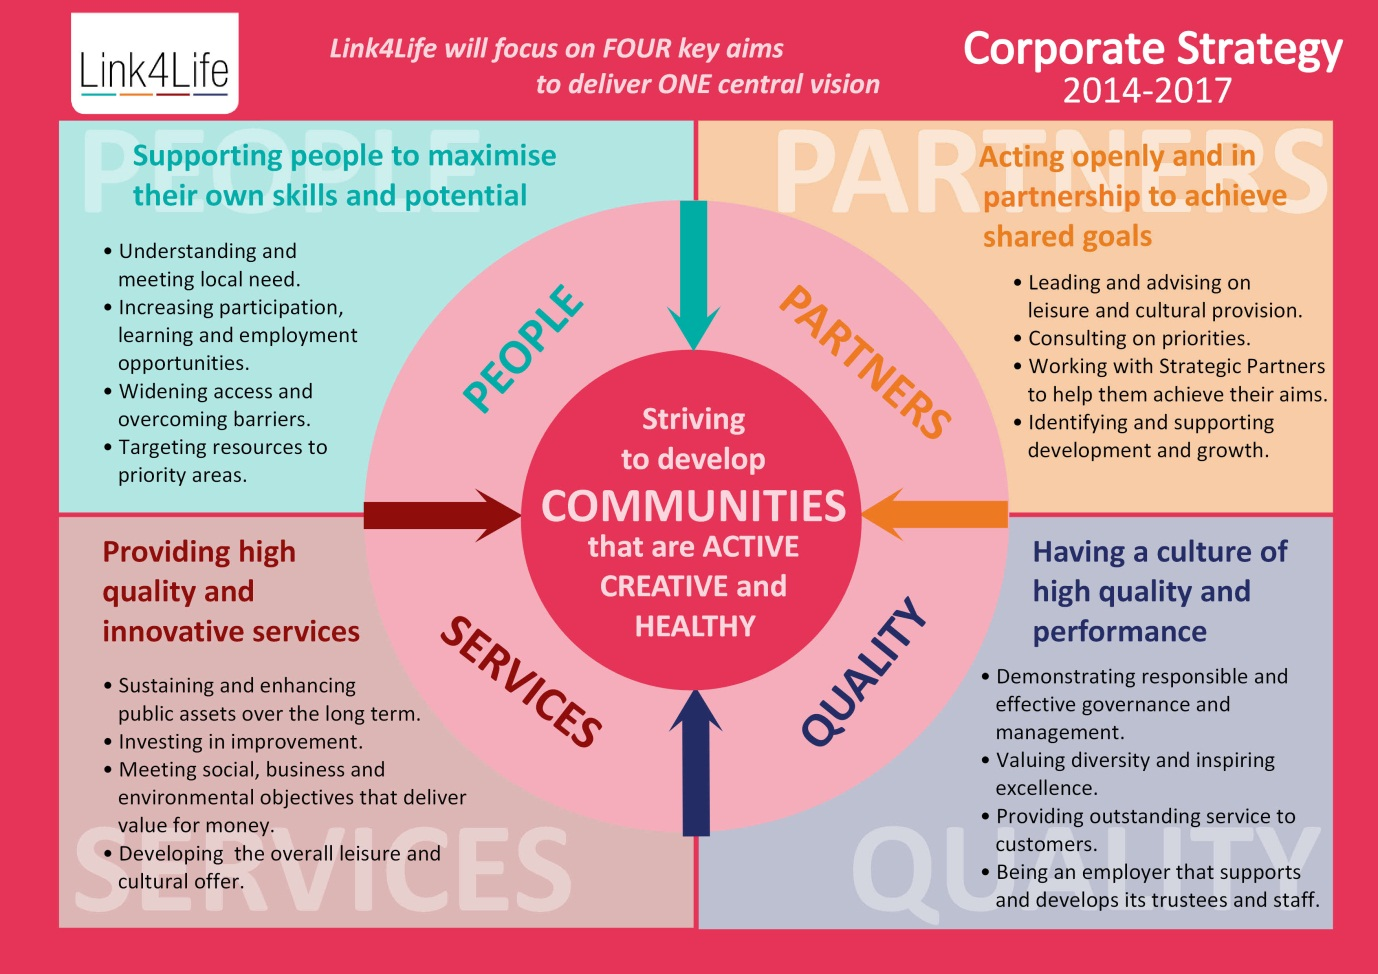 Link4Life
Link4Life will focus on FOUR key aims
to deliver ONE central vision
Corporate Strategy
2014-2017
PEOPLE
Supporting people to maximise
their own skills and potential
• Understanding and
meeting local need.
• Increasing participation,
learning and employment
opportunities.
• Widening access and
overcoming barriers.
• Targeting resources to
priority areas.
PARTNERS
Acting openly and in
partnership to achieve
shared goals
• Leading and advising on
leisure and cultural provision.
• Consulting on priorities.
• Working with Strategic Partners
to help them achieve their aims.
• Identifying and supporting
development and growth.
PEOPLE
PARTNERS
Striving
to develop
COMMUNITIES
that are ACTIVE
CREATIVE and
HEALTHY
SERVICES
QUALITY
Providing high
quality and
innovative services
• Sustaining and enhancing
public assets over the long term.
• Investing in improvement.
• Meeting social, business and
environmental objectives that deliver
value for money.
• Developing  the overall leisure and
cultural offer.
SERVICES
Having a culture of
high quality and
performance
• Demonstrating responsible and
effective governance and
management.
• Valuing diversity and inspiring
excellence.
• Providing outstanding service to
customers.
• Being an employer that supports
and develops its trustees and staff.
QUALITY